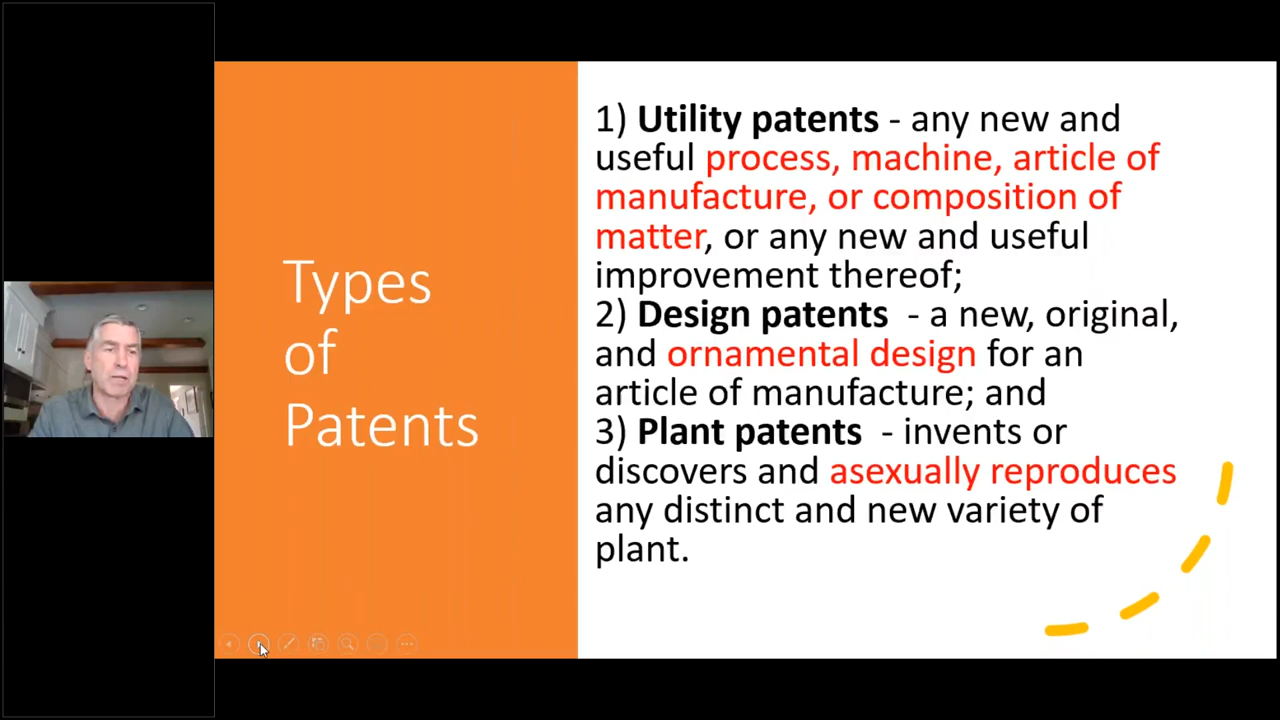 Types
of
Patents
1) Utility patents - any new and
useful process, machine, article of
manufacture, or composition of
matter, or any new and useful
improvement thereof;
2) Design patents  - a new, original,
and ornamental design for an
article of manufacture; and
3) Plant patents  - invents or
discovers and asexually reproduces
any distinct and new variety of
plant.